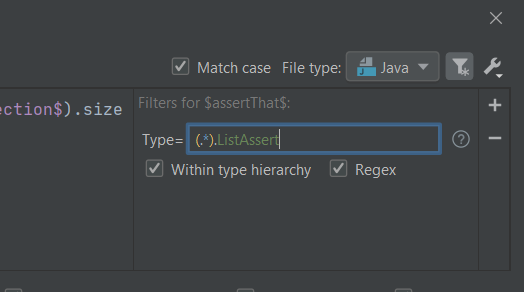 Match case File type: Java
Filters for $assertThat$:
ection$).size
Type= (.*).ListAssert
Within type hierarchy Regex